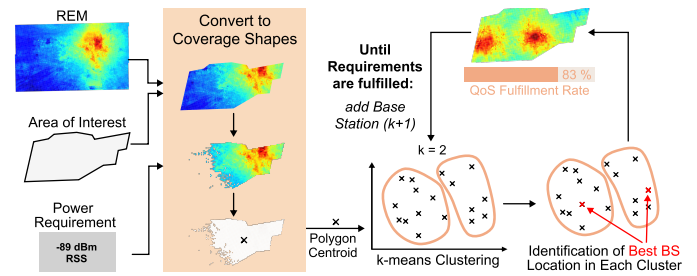 REM
Convert to
Coverage Shapes
Area of Interest
Power
Requirement
-89 dBm
RSS
Polygon
Centroid
Until
Requirements
are fulfilled:
add Base
Station (k+1)
83 %
QoS Fulfillment Rate
k = 2
k-means Clustering
Identification of Best BS
Location in Each Cluster